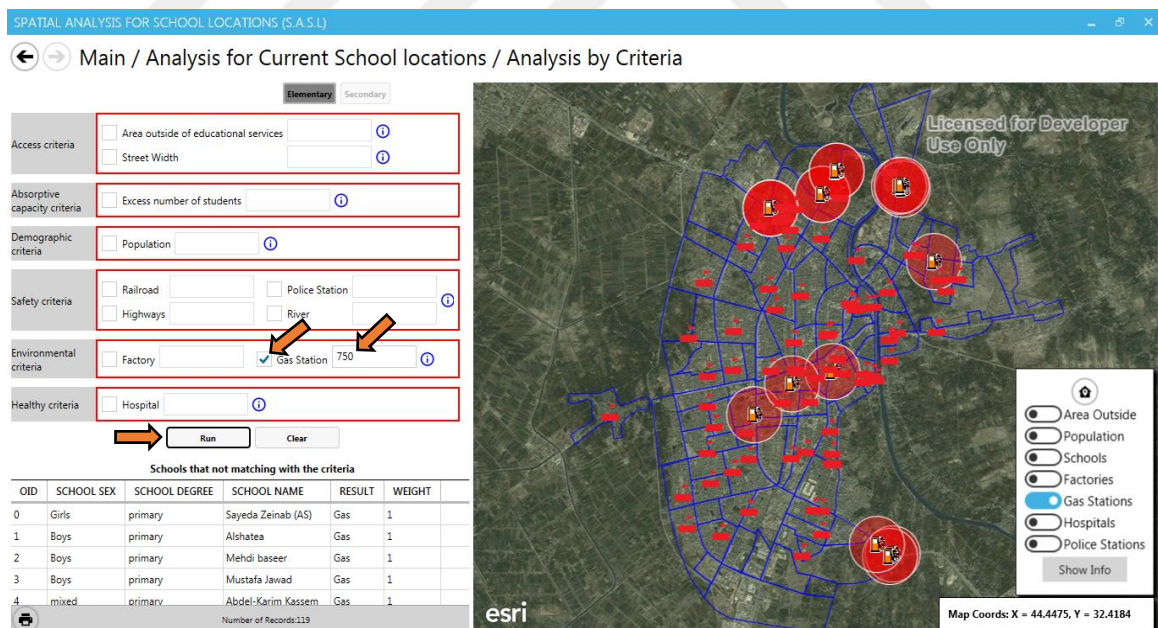 SPATIAL ANALYSIS FOR SCHOOL LOCATIONS (S.A.S.L)
Main / Analysis for Current School locations / Analysis by Criteria
Elementary Secondary
Access criteria
Area outside of educational services
Street Width
Absorptive
capacity criteria
Excess number of students
Demographic
criteria
Population
Safety criteria
Railroad
Police Station
Highways
River
Environmental
criteria
Factory
Gas Station 750
Healthy criteria
Hospital
Run Clear
Schools that not matching with the criteria
OID SCHOOL SEX SCHOOL DEGREE SCHOOL NAME RESULT WEIGHT
0 Girls primary Sayeda Zeinab (AS) Gas 1
1 Boys primary Alshatea Gas 1
2 Boys primary Mehdi baseer Gas 1
3 Boys primary Mustafa Jawad Gas 1
4 mixed primary Abdel-Karim Kassem Gas 1
Number of Records:119
Licensed for Developer
Use Only
Area Outside
Population
Schools
Factories
Gas Stations
Hospitals
Police Stations
Show Info
esri
Map Coords: X = 44.4475, Y = 32.4184